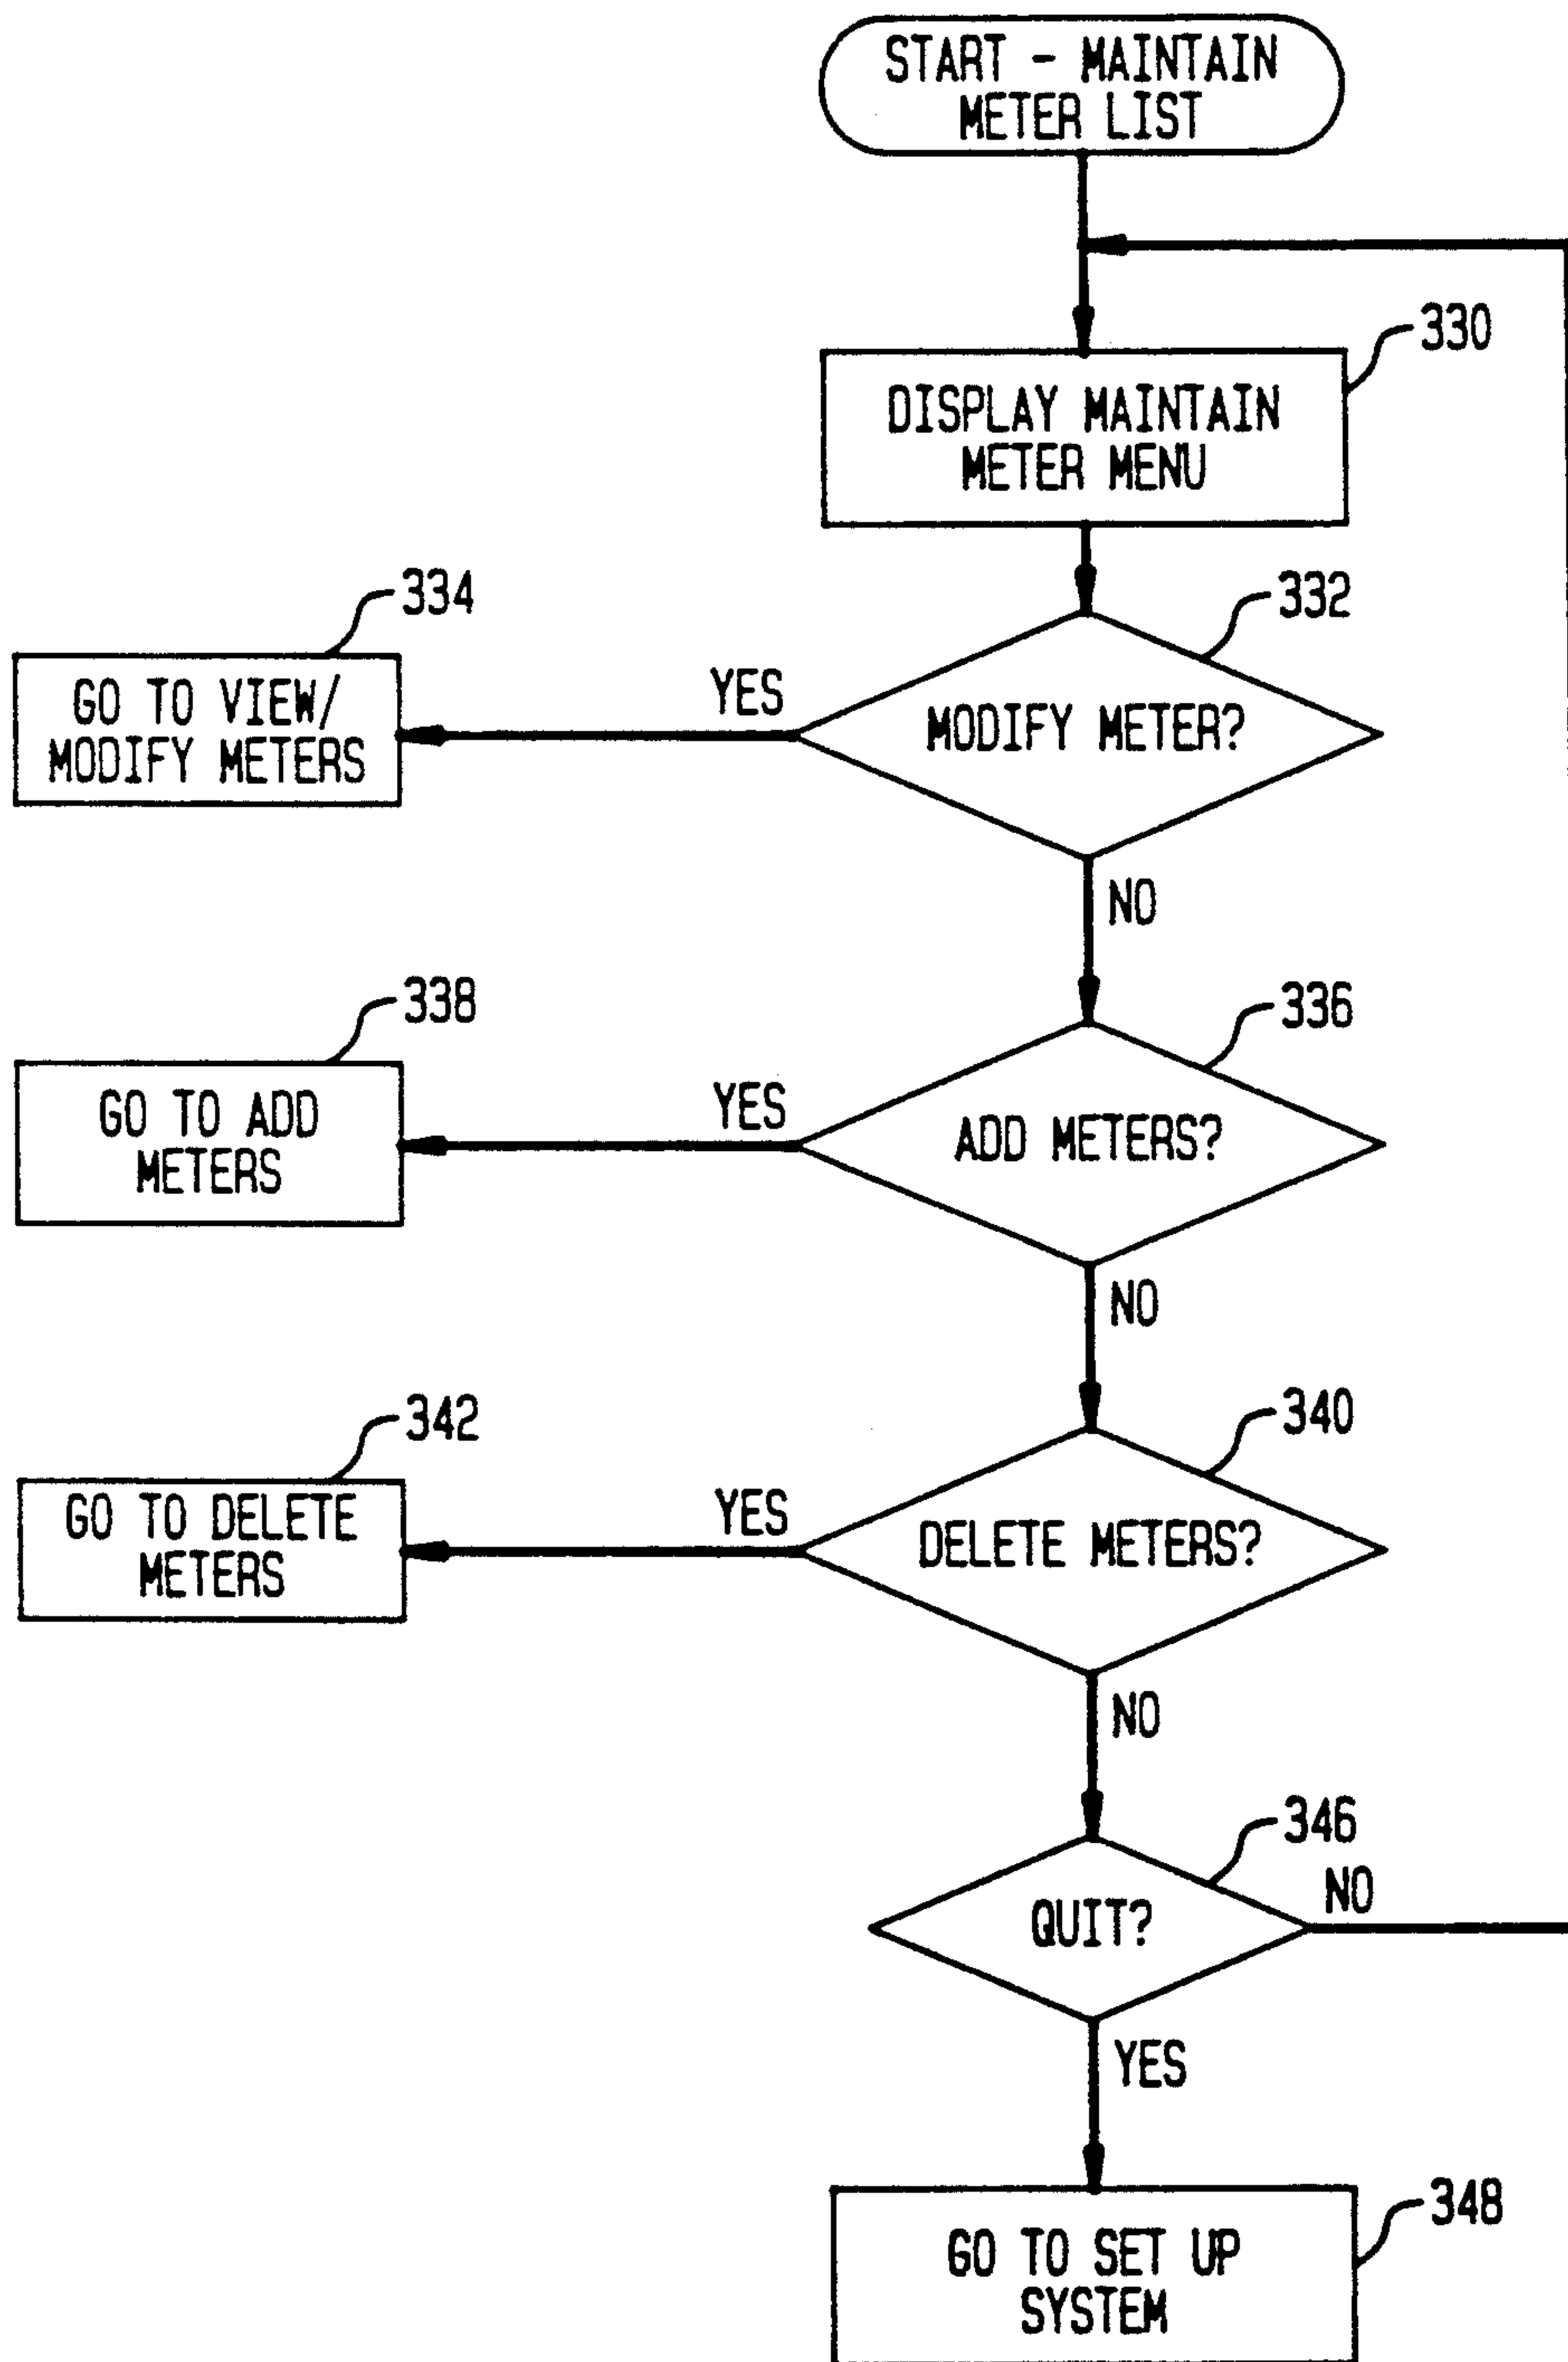 START - MAINTAIN
METER LIST
330
DISPLAY MAINTAIN
METER MENU
332
MODIFY METER?
YES
334
GO TO VIEW/
MODIFY METERS
NO
336
ADD METERS?
YES
338
GO TO ADD
METERS
NO
340
DELETE METERS?
YES
342
GO TO DELETE
METERS
NO
346
QUIT?
NO
YES
348
GO TO SET UP
SYSTEM